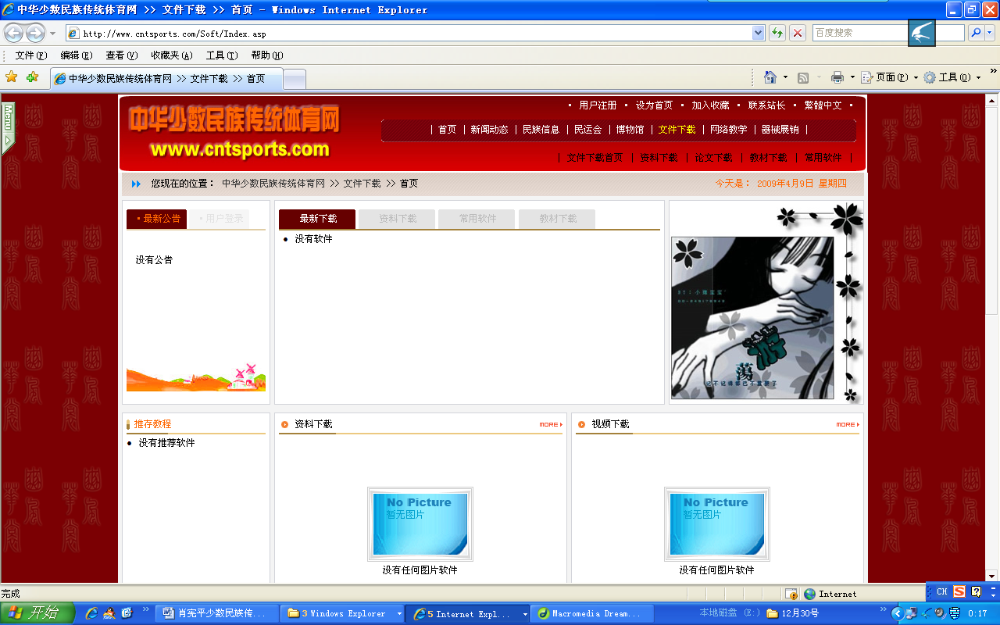 中华少数民族传统体育网 >> 文件下载 >> 首页 - Windows Internet Explorer
http://www.cntsports.com/Soft/Index.asp
百度搜索
文件(F) 编辑(E) 查看(V) 收藏夹(A) 工具(T) 帮助(H)
中华少数民族传统体育网 >> 文件下载 >> 首页
页面(P) 工具(O)
Menu
中华少数民族传统体育网
www.cntsports.com
用户注册 设为首页 加入收藏 联系站长 繁體中文
| 首页 | 新闻动态 | 民族信息 | 民运会 | 博物馆 | 文件下载 | 网络教学 | 器械展销 |
| 文件下载首页 | 资料下载 | 论文下载 | 教材下载 | 常用软件 |
您现在的位置： 中华少数民族传统体育网 >> 文件下载 >> 首页
今天是： 2009年4月9日 星期四
最新公告 用户登录
最新下载 资料下载 常用软件 教材下载
没有软件
没有公告
游
荡
推荐教程
没有推荐软件
资料下载 MORE
视频下载 MORE
No Picture
暂无图片
没有任何图片软件
No Picture
暂无图片
没有任何图片软件
完成
Internet
CH
开始
肖宪平少数民族传...
3 Windows Explorer
5 Internet Expl...
Macromedia Dream...
本地磁盘 (E:)
12月30号
0:17